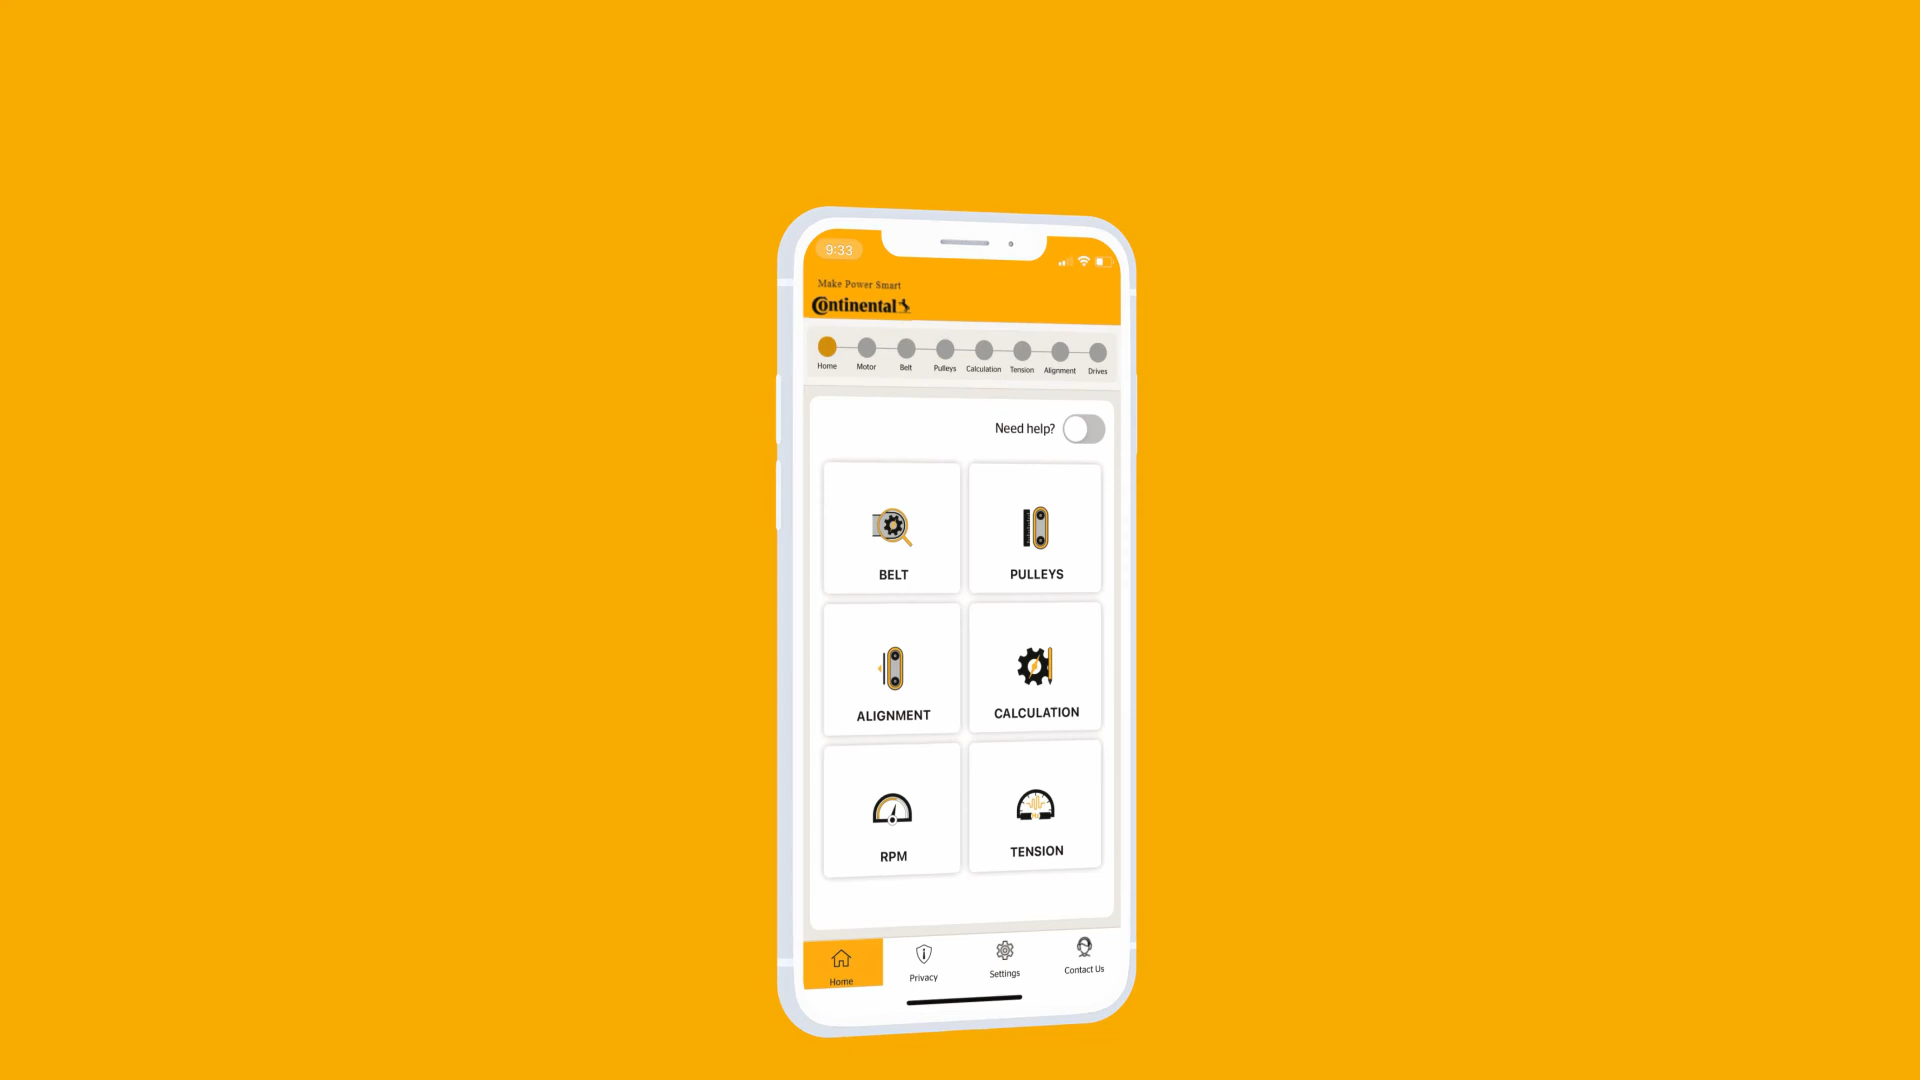 9:33
Make Power Smart
Continental
Home Motor Belt Pulleys Calculation Tension Alignment Drives
Need help?
BELT PULLEYS
ALIGNMENT CALCULATION
RPM TENSION
Home Privacy Settings Contact Us